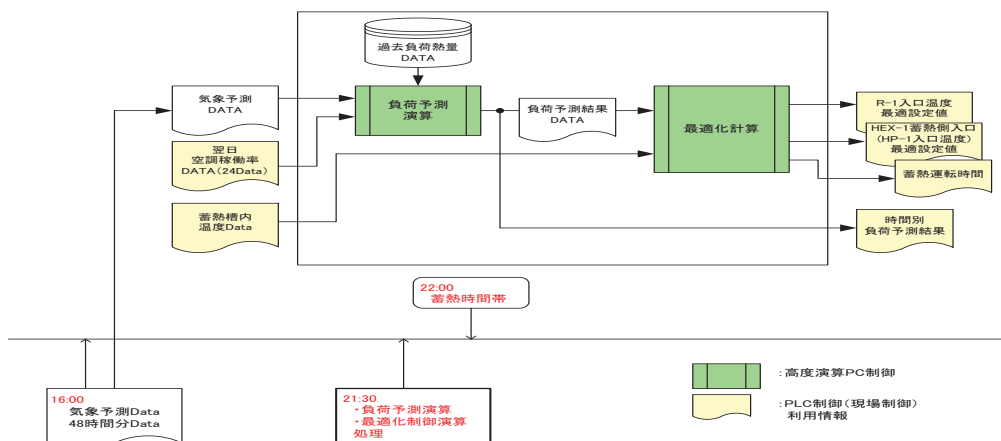 過去負荷熱量
DATA
気象予測
DATA
負荷予測
演算
負荷予測結果
DATA
最適化計算
R-1入口温度
最適設定値
HEX-1蓄熱側入口
(HP-1入口温度)
最適設定値
翌日
空調稼働率
DATA(24Data)
蓄熱運転時間
蓄熱槽内
温度Data
時間別
負荷予測結果
22:00
蓄熱時間帯
16:00
気象予測Data
48時間分Data
21:30
・負荷予測演算
・最適化制御演算
処理
:高度演算PC制御
:PLC制御(現場制御)
利用情報